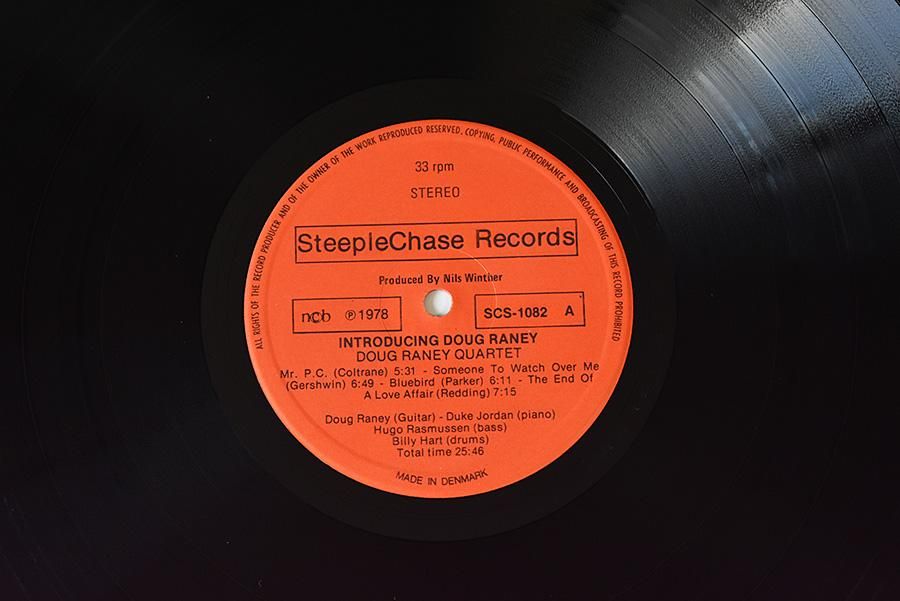 ALL RIGHTS OF THE RECORD PRODUCER AND OF THE OWNER OF THE WORK REPRODUCED RESERVED. COPYING, PUBLIC PERFORMANCE AND BROADCASTING OF THIS RECORD PROHIBITED
33 rpm
STEREO
SteepleChase Records
Produced By Nils Winther
ncb ℗ 1978 SCS-1082 A
INTRODUCING DOUG RANEY
DOUG RANEY QUARTET
Mr. P.C. (Coltrane) 5:31 - Someone To Watch Over Me
(Gershwin) 6:49 - Bluebird (Parker) 6:11 - The End Of
A Love Affair (Redding) 7:15
Doug Raney (Guitar) - Duke Jordan (piano)
Hugo Rasmussen (bass)
Billy Hart (drums)
Total time 25:46
MADE IN DENMARK